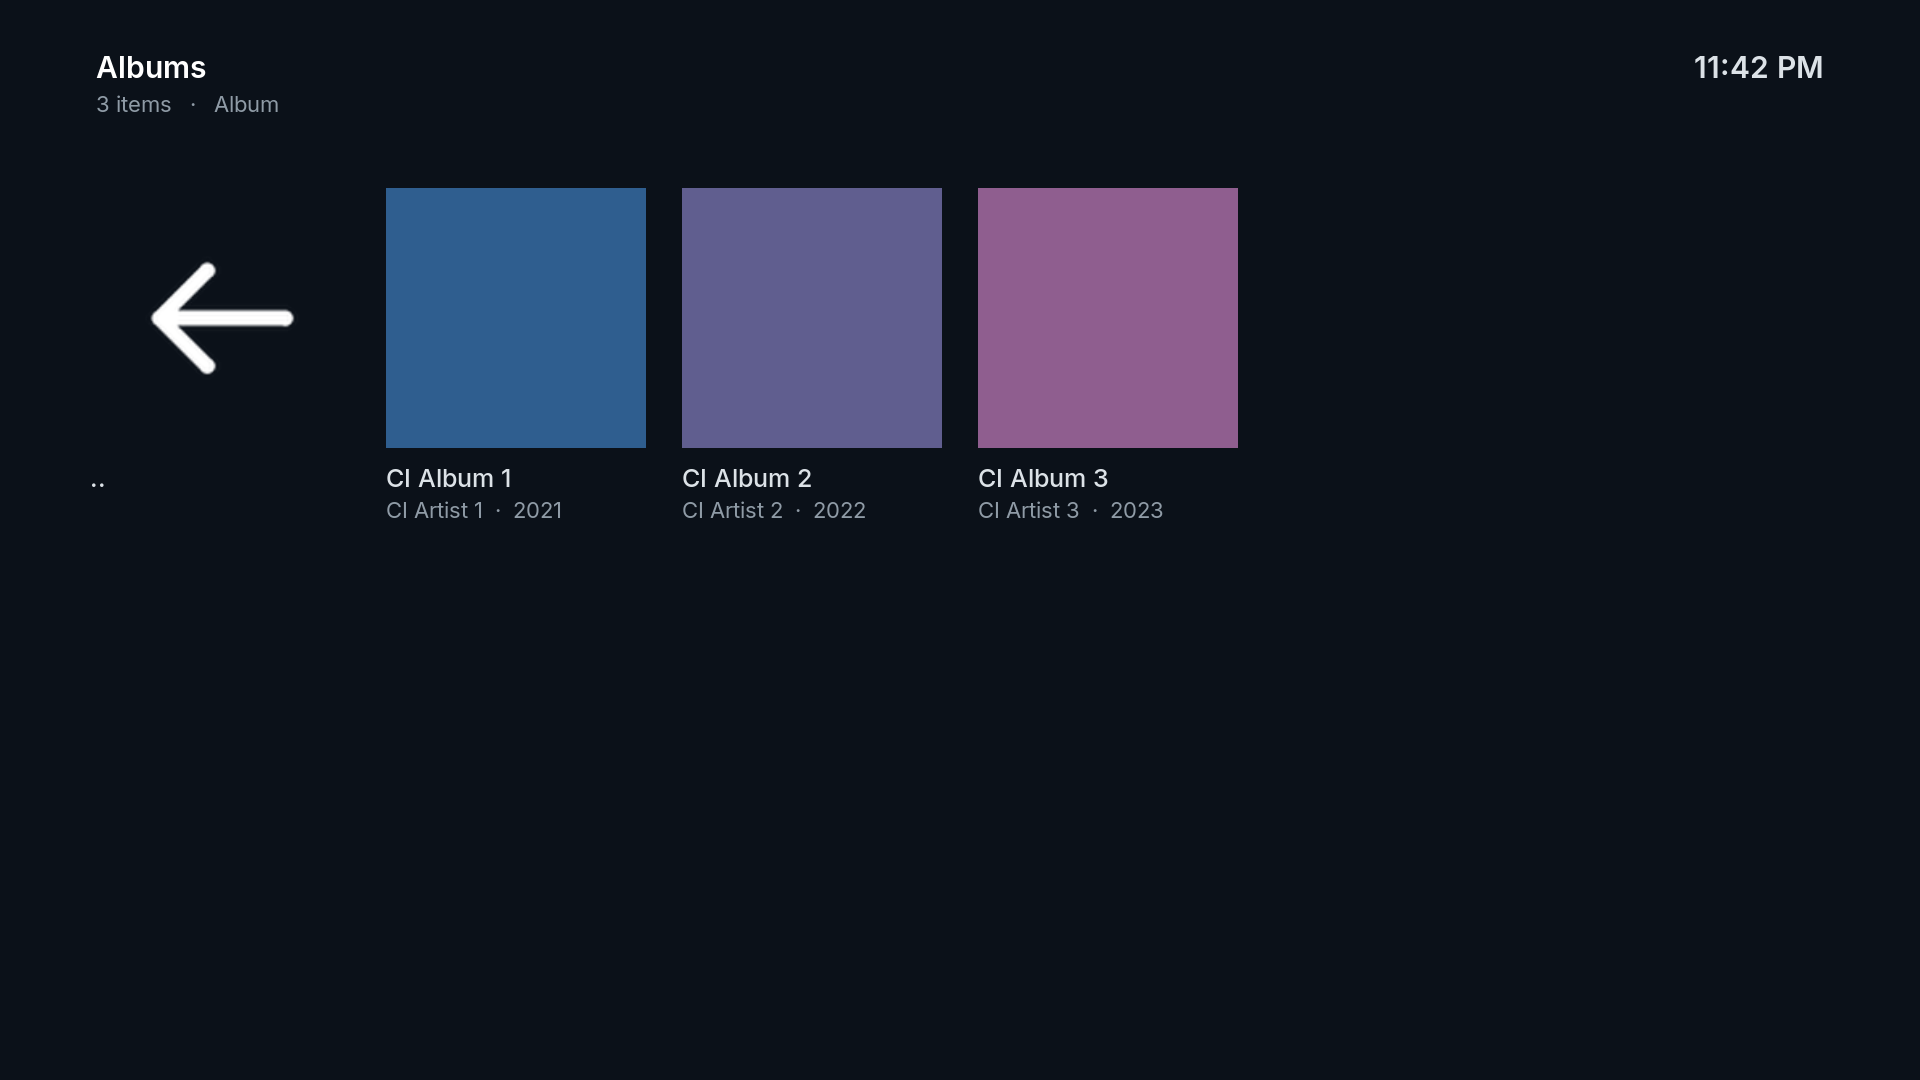 Albums
11:42 PM
3 items · Album
..
CI Album 1
CI Artist 1 · 2021
CI Album 2
CI Artist 2 · 2022
CI Album 3
CI Artist 3 · 2023